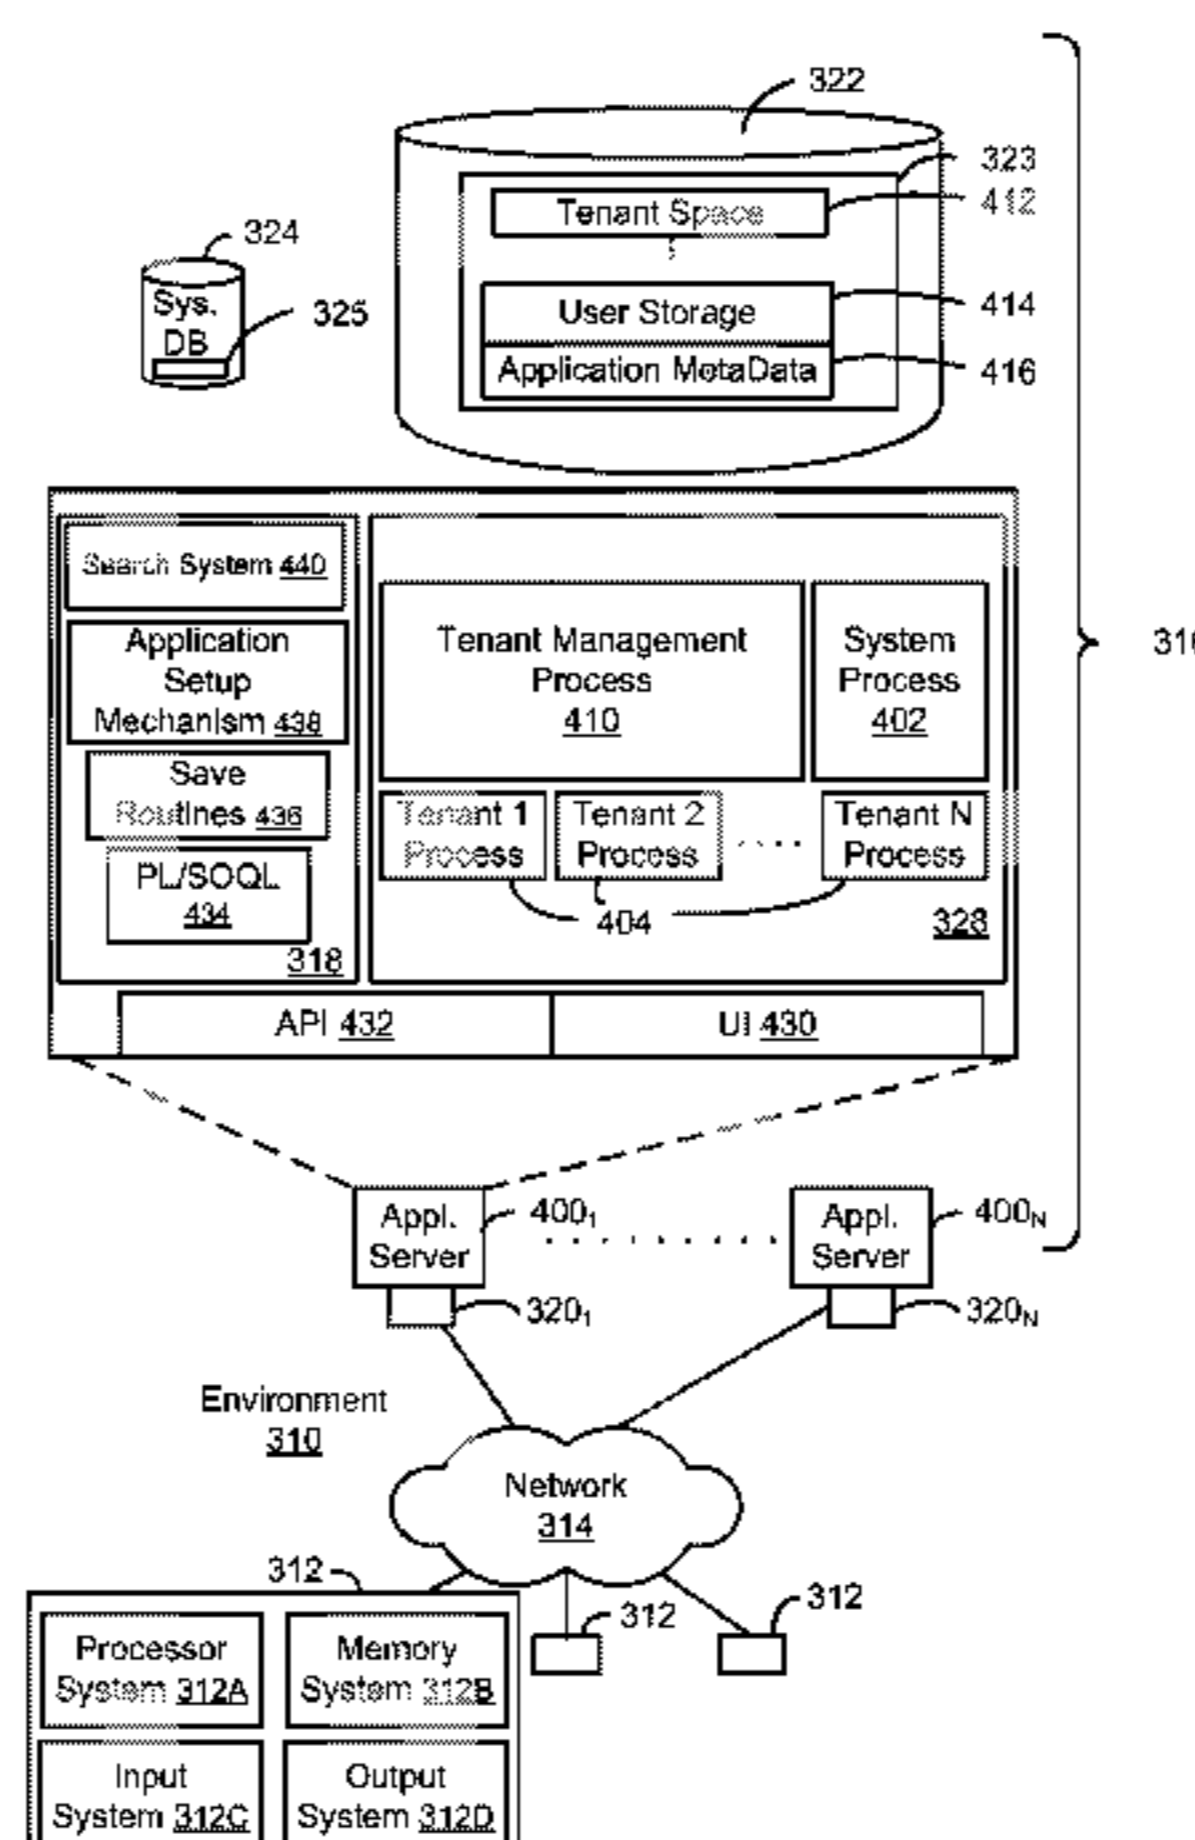 322
323
Tenant Space
412
324
Sys.
DB
325
User Storage
414
Application MetaData
416
Search System 440
Application
Setup
Mechanism 438
Save
Routines 436
PL/SOQL
434
318
Tenant Management
Process
410
System
Process
402
Tenant 1
Process
Tenant 2
Process
Tenant N
Process
404
328
API 432
UI 430
Appl.
Server
400₁
Appl.
Server
400N
320₁
320N
Environment
310
Network
314
312
312
312
Processor
System 312A
Memory
System 312B
Input
System 312C
Output
System 312D